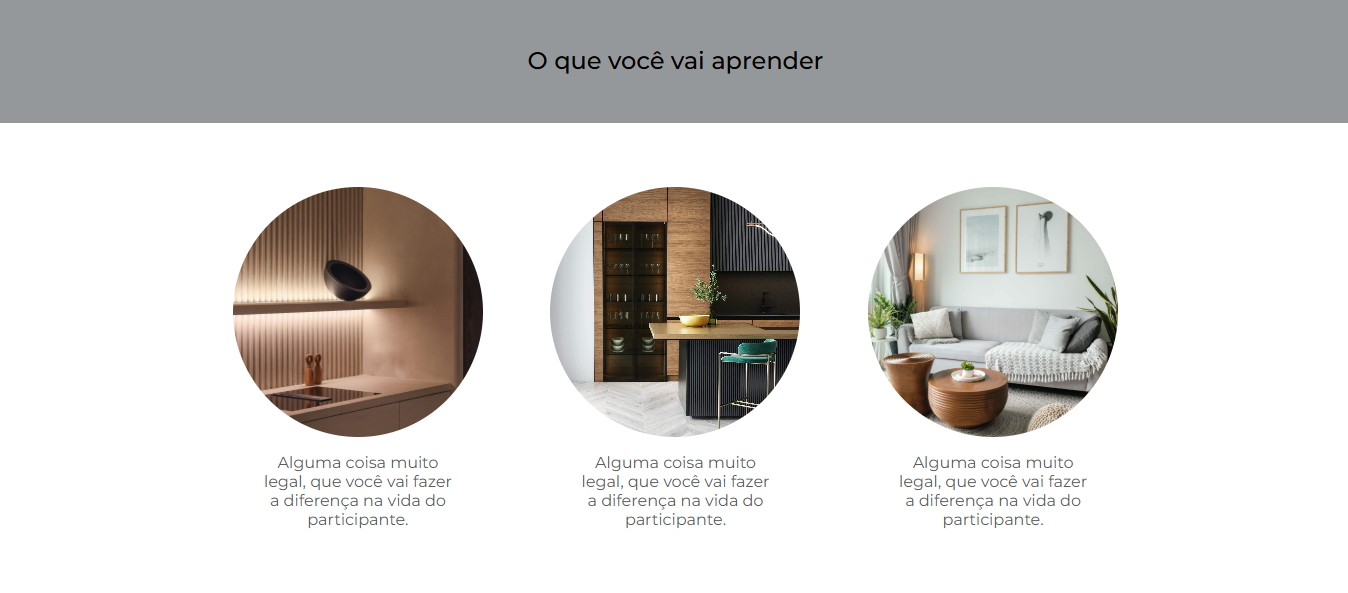 O que você vai aprender
Alguma coisa muito
legal, que você vai fazer
a diferença na vida do
participante.
Alguma coisa muito
legal, que você vai fazer
a diferença na vida do
participante.
Alguma coisa muito
legal, que você vai fazer
a diferença na vida do
participante.